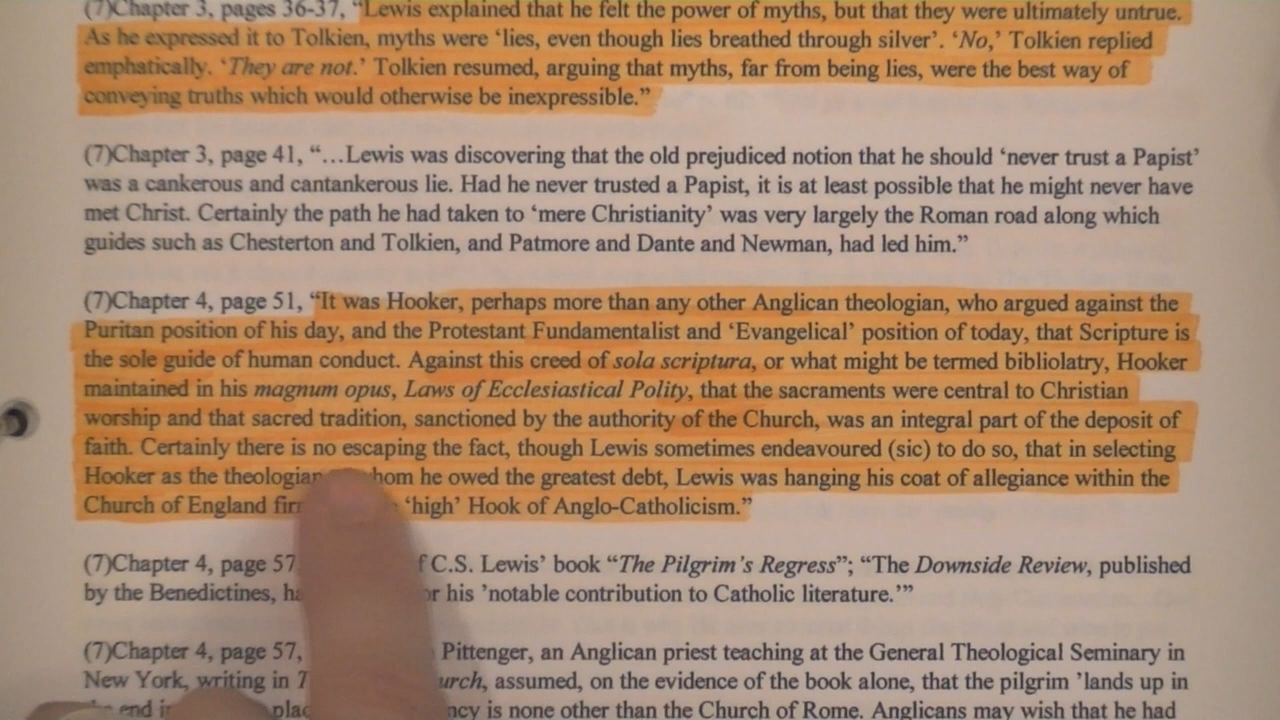 (7)Chapter 3, pages 36-37, “Lewis explained that he felt the power of myths, but that they were ultimately untrue.
As he expressed it to Tolkien, myths were ‘lies, even though lies breathed through silver’. ‘No,’ Tolkien replied
emphatically. ‘They are not.’ Tolkien resumed, arguing that myths, far from being lies, were the best way of
conveying truths which would otherwise be inexpressible.”
(7)Chapter 3, page 41, “…Lewis was discovering that the old prejudiced notion that he should ‘never trust a Papist’
was a cankerous and cantankerous lie. Had he never trusted a Papist, it is at least possible that he might never have
met Christ. Certainly the path he had taken to ‘mere Christianity’ was very largely the Roman road along which
guides such as Chesterton and Tolkien, and Patmore and Dante and Newman, had led him.”
(7)Chapter 4, page 51, “It was Hooker, perhaps more than any other Anglican theologian, who argued against the
Puritan position of his day, and the Protestant Fundamentalist and ‘Evangelical’ position of today, that Scripture is
the sole guide of human conduct. Against this creed of sola scriptura, or what might be termed bibliolatry, Hooker
maintained in his magnum opus, Laws of Ecclesiastical Polity, that the sacraments were central to Christian
worship and that sacred tradition, sanctioned by the authority of the Church, was an integral part of the deposit of
faith. Certainly there is no escaping the fact, though Lewis sometimes endeavoured (sic) to do so, that in selecting
Hooker as the theologian he owed the greatest debt, Lewis was hanging his coat of allegiance within the
Church of England ‘high’ Hook of Anglo-Catholicism.”
(7)Chapter 4, page 57 C.S. Lewis’ book “The Pilgrim’s Regress”; “The Downside Review, published
by the Benedictines, his ’notable contribution to Catholic literature.’”
(7)Chapter 4, page 57, Pittenger, an Anglican priest teaching at the General Theological Seminary in
New York, writing in assumed, on the evidence of the book alone, that the pilgrim ’lands up in
end is none other than the Church of Rome. Anglicans may wish that he had